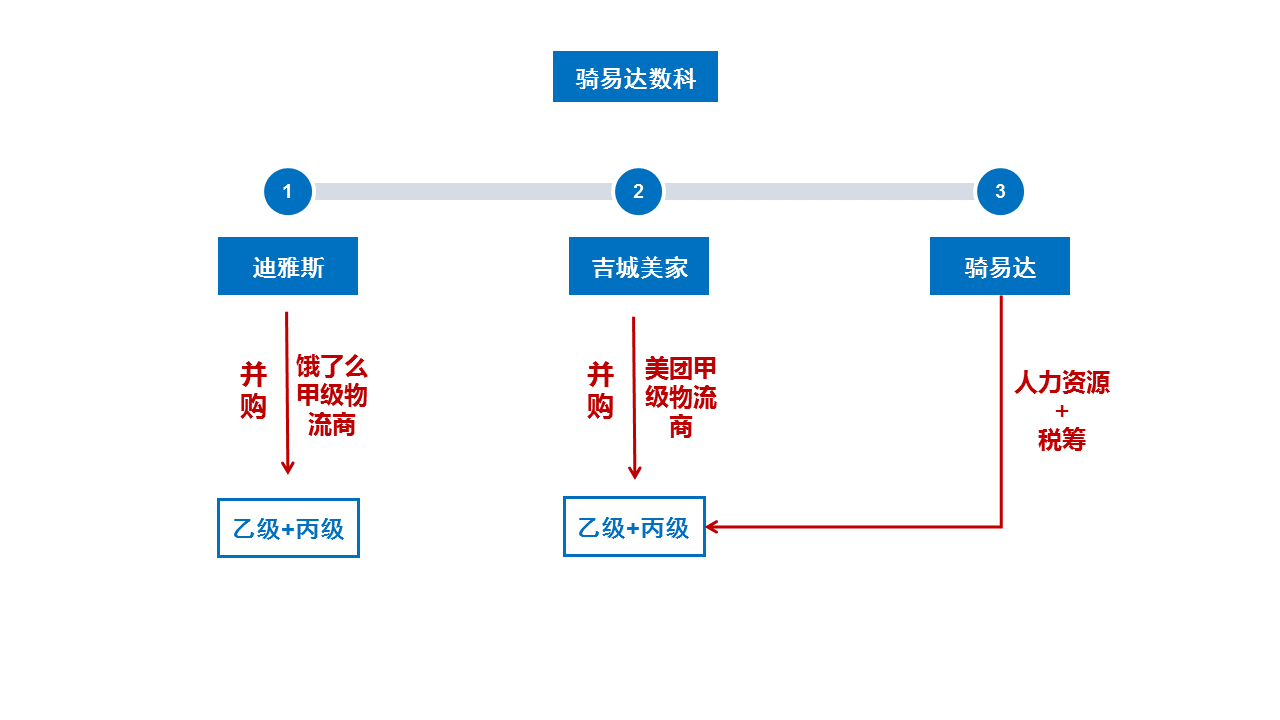 骑易达数科
1
2
3
迪雅斯
吉城美家
骑易达
并
购
饿了么
甲级物
流商
并
购
美团甲
级物流
商
人力资源
+
税筹
乙级+丙级
乙级+丙级